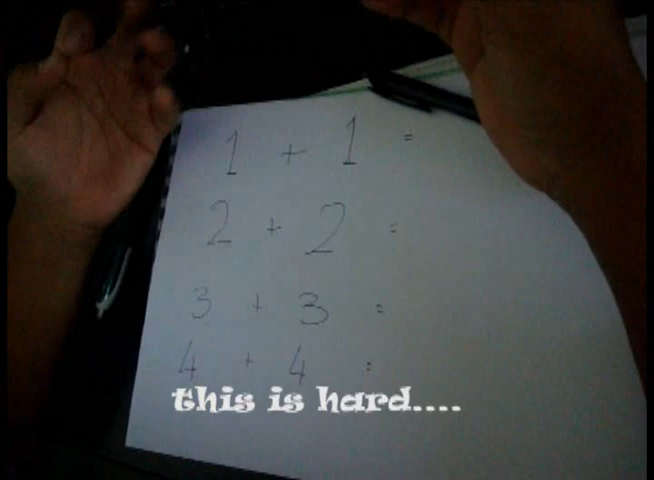 1 + 1 =
2 + 2 =
3 + 3 =
4 + 4 =
this is hard....